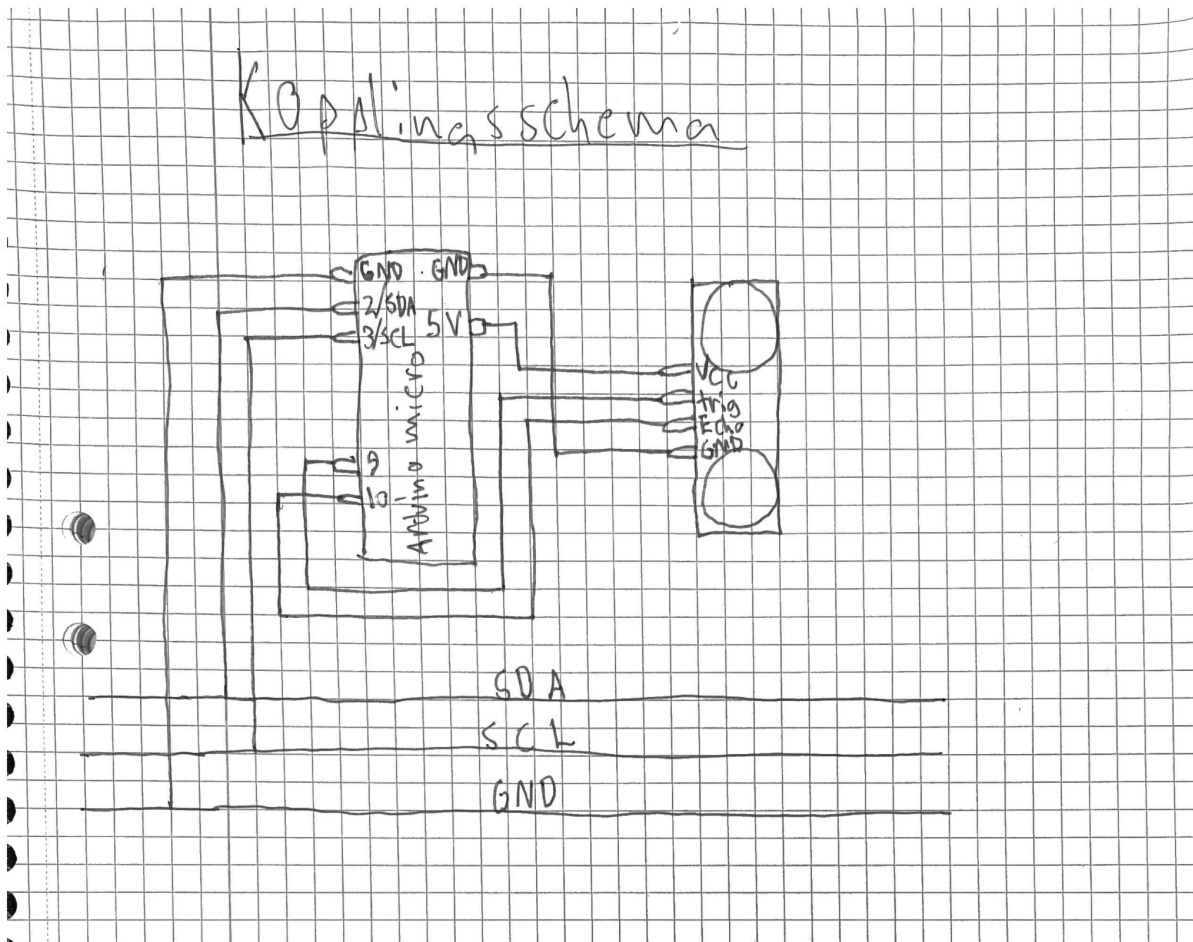 Kopplingsschema
GND GND
2/SDA
3/SCL 5V
Arduino micro
9
10
Vcc
trig
Echo
GND
SDA
SCL
GND